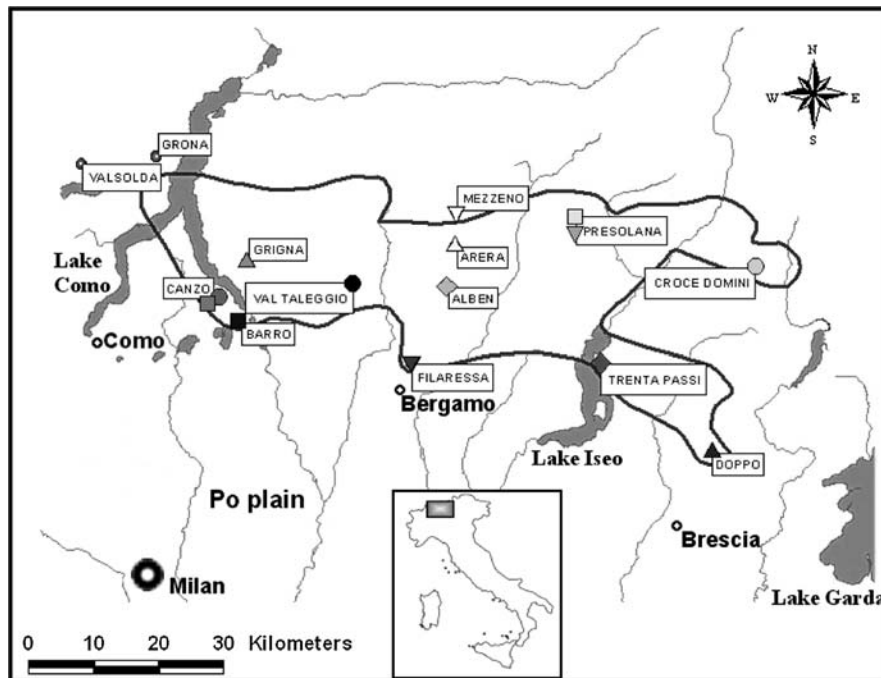 N
W E
S
GRONA
VALSOLDA
MEZZENO
PRESOLANA
GRIGNA
ARERA
Lake
Como
CROCE DOMINI
CANZO
VAL TALEGGIO
ALBEN
BARRO
Como
FILARESSA
TRENTA PASSI
Bergamo
Lake Iseo
DOPPO
Po plain
Brescia
Milan
Lake Garda
0 10 20 30 Kilometers